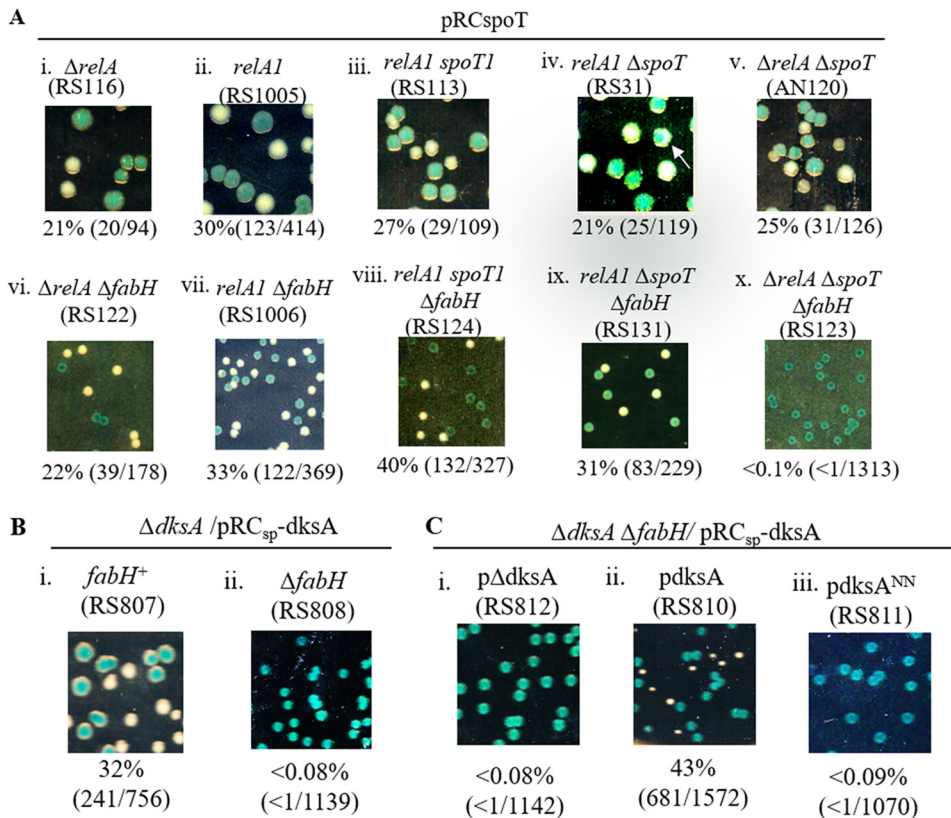 A
pRCspoT
i. ΔrelA
(RS116)
ii. relA1
(RS1005)
iii. relA1 spoT1
(RS113)
iv. relA1 ΔspoT
(RS31)
v. ΔrelA ΔspoT
(AN120)
21% (20/94)
30%(123/414)
27% (29/109)
21% (25/119)
25% (31/126)
vi. ΔrelA ΔfabH
(RS122)
vii. relA1 ΔfabH
(RS1006)
viii. relA1 spoT1
ΔfabH
(RS124)
ix. relA1 ΔspoT
ΔfabH
(RS131)
x. ΔrelA ΔspoT
ΔfabH
(RS123)
22% (39/178)
33% (122/369)
40% (132/327)
31% (83/229)
<0.1% (<1/1313)
B
ΔdksA /pRCsp-dksA
i. fabH⁺
(RS807)
ii. ΔfabH
(RS808)
32%
(241/756)
<0.08%
(<1/1139)
C
ΔdksA ΔfabH/ pRCsp-dksA
i. pΔdksA
(RS812)
ii. pdksA
(RS810)
iii. pdksAᴺᴺ
(RS811)
<0.08%
(<1/1142)
43%
(681/1572)
<0.09%
(<1/1070)